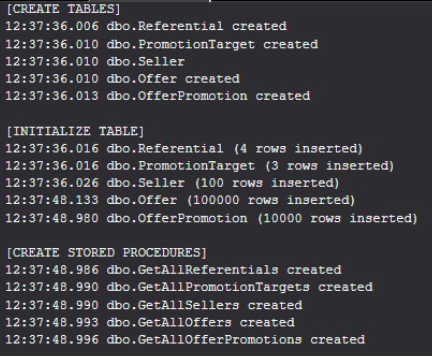 [CREATE TABLES]
12:37:36.006 dbo.Referential created
12:37:36.010 dbo.PromotionTarget created
12:37:36.010 dbo.Seller
12:37:36.010 dbo.Offer created
12:37:36.013 dbo.OfferPromotion created
[INITIALIZE TABLE]
12:37:36.016 dbo.Referential (4 rows inserted)
12:37:36.016 dbo.PromotionTarget (3 rows inserted)
12:37:36.026 dbo.Seller (100 rows inserted)
12:37:48.133 dbo.Offer (100000 rows inserted)
12:37:48.980 dbo.OfferPromotion (10000 rows inserted)
[CREATE STORED PROCEDURES]
12:37:48.986 dbo.GetAllReferentials created
12:37:48.990 dbo.GetAllPromotionTargets created
12:37:48.990 dbo.GetAllSellers created
12:37:48.993 dbo.GetAllOffers created
12:37:48.996 dbo.GetAllOfferPromotions created